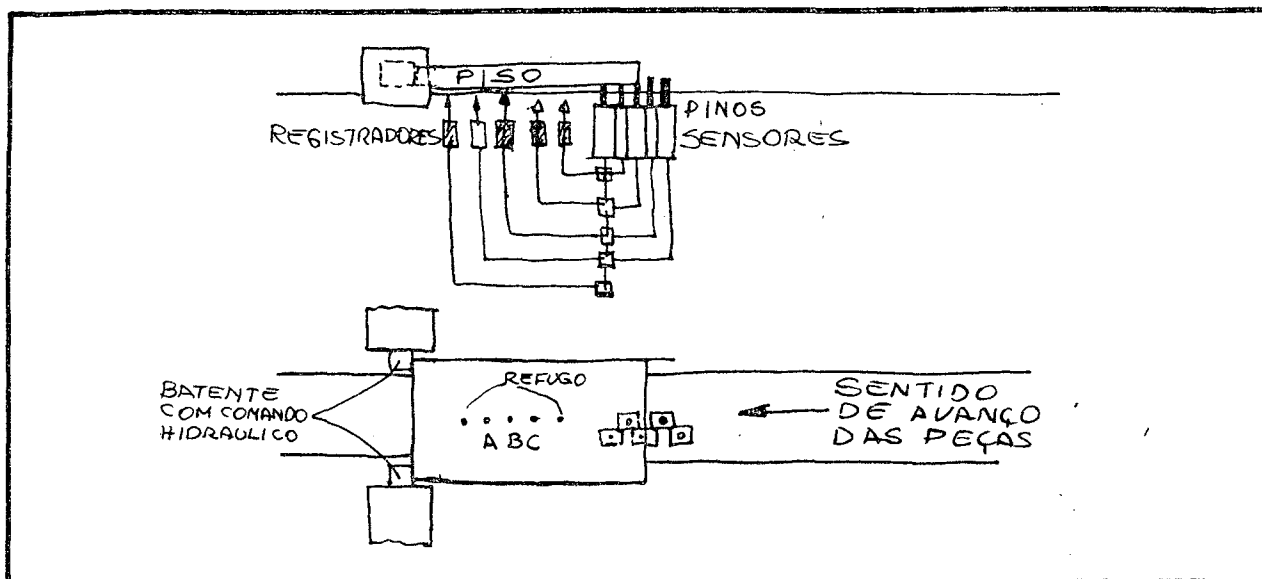 PISO
REGISTRADORES
PINOS
SENSORES
REFUGO
A B C
BATENTE
COM COMANDO
HIDRAULICO
SENTIDO
DE AVANÇO
DAS PEÇAS